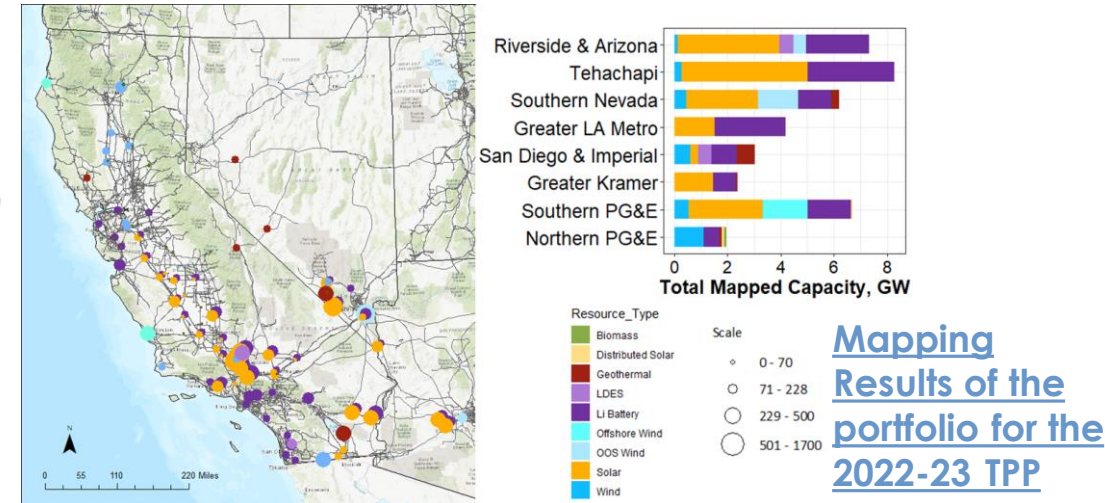 Riverside & Arizona
Tehachapi
Southern Nevada
Greater LA Metro
San Diego & Imperial
Greater Kramer
Southern PG&E
Northern PG&E
0 2 4 6 8
Total Mapped Capacity, GW
Resource_Type
Biomass
Distributed Solar
Geothermal
LDES
Li Battery
Offshore Wind
OOS Wind
Solar
Wind
Scale
0 - 70
71 - 228
229 - 500
501 - 1700
Mapping
Results of the
portfolio for the
2022-23 TPP
N
0 55 110 220 Miles